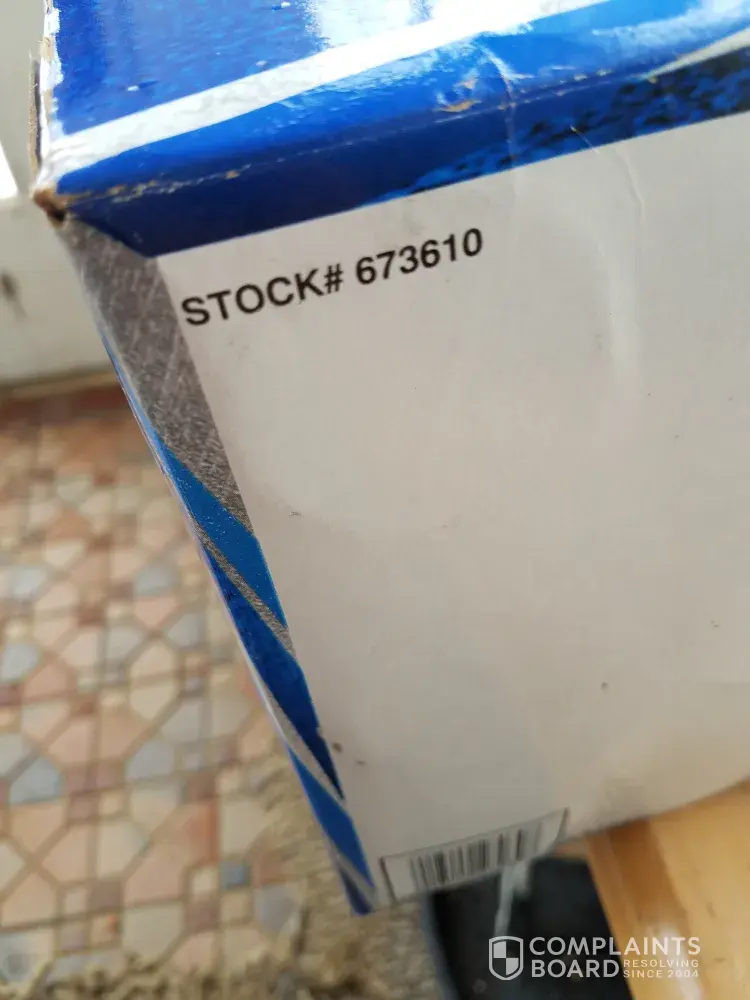 STOCK# 673610
COMPLAINTS
BOARD RESOLVING
SINCE 2004